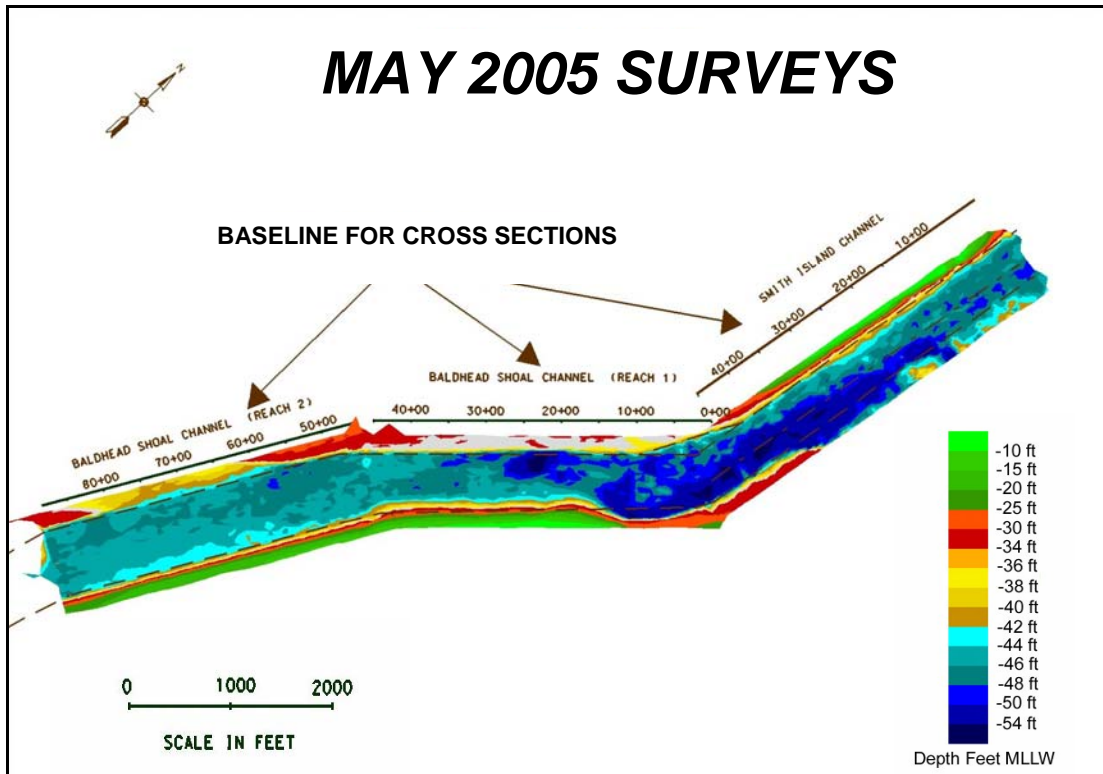 MAY 2005 SURVEYS
N
BASELINE FOR CROSS SECTIONS
SMITH ISLAND CHANNEL
40+00 30+00 20+00 10+00
BALDHEAD SHOAL CHANNEL (REACH 1)
40+00 30+00 20+00 10+00 0+00
BALDHEAD SHOAL CHANNEL (REACH 2)
80+00 70+00 60+00 50+00
-10 ft
-15 ft
-20 ft
-25 ft
-30 ft
-34 ft
-36 ft
-38 ft
-40 ft
-42 ft
-44 ft
-46 ft
-48 ft
-50 ft
-54 ft
Depth Feet MLLW
0 1000 2000
SCALE IN FEET